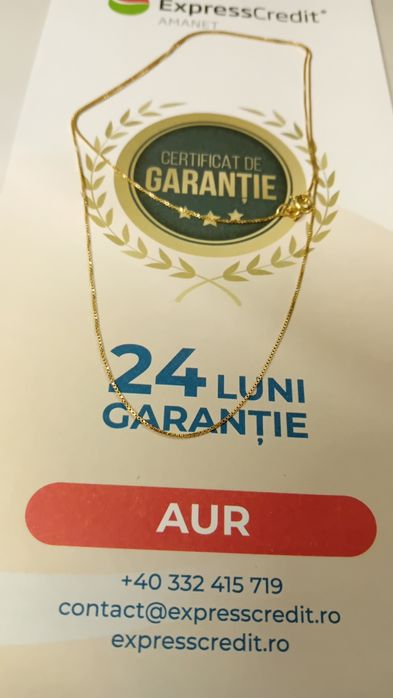 ExpressCredit®
AMANET
CERTIFICAT DE
GARANȚIE
24 LUNI
GARANȚIE
AUR
+40 332 415 719
contact@expresscredit.ro
expresscredit.ro